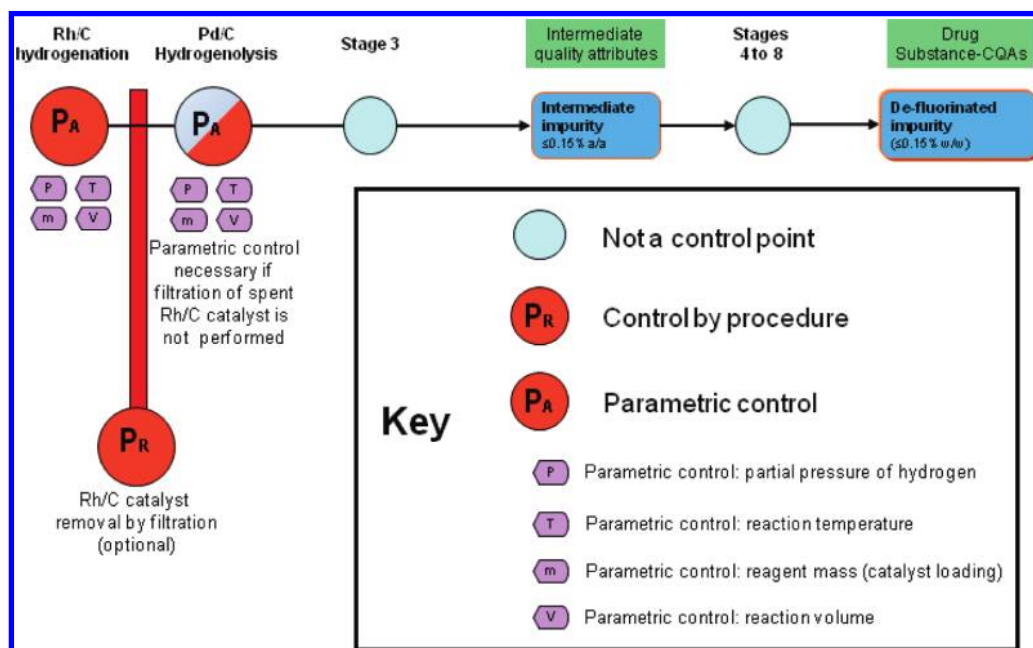 Rh/C
hydrogenation
Pd/C
Hydrogenolysis
Stage 3
Intermediate
quality attributes
Stages
4 to 8
Drug
Substance-CQAs
PA
PA
Intermediate
impurity
≤0.15% a/a
De-fluorinated
impurity
(≤0.15% w/w)
P T
m V
P T
m V
Parametric control
necessary if
filtration of spent
Rh/C catalyst is
not performed
PR
Rh/C catalyst
removal by filtration
(optional)
Key
Not a control point
PR Control by procedure
PA Parametric control
P Parametric control: partial pressure of hydrogen
T Parametric control: reaction temperature
m Parametric control: reagent mass (catalyst loading)
V Parametric control: reaction volume